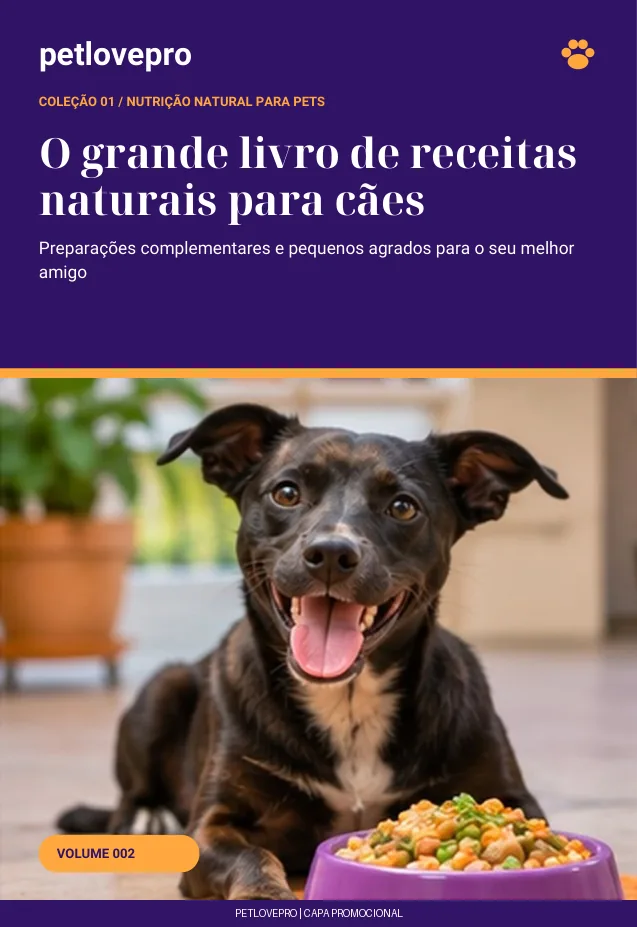 petlovepro
COLEÇÃO 01 / NUTRIÇÃO NATURAL PARA PETS
O grande livro de receitas
naturais para cães
Preparações complementares e pequenos agrados para o seu melhor
amigo
VOLUME 002
PETLOVEPRO | CAPA PROMOCIONAL